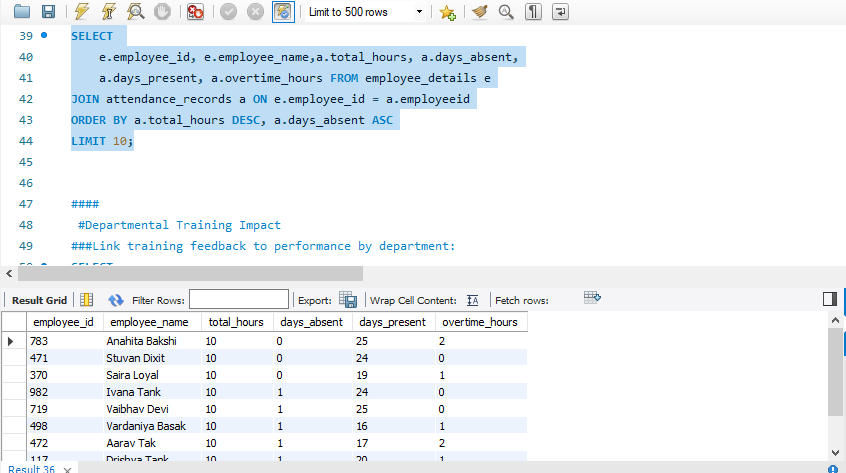 Limit to 500 rows
39 SELECT
40 e.employee_id, e.employee_name,a.total_hours, a.days_absent,
41 a.days_present, a.overtime_hours FROM employee_details e
42 JOIN attendance_records a ON e.employee_id = a.employeeid
43 ORDER BY a.total_hours DESC, a.days_absent ASC
44 LIMIT 10;
45
46
47 ####
48 #Departmental Training Impact
49 ###Link training feedback to performance by department:
50 SELECT
Result Grid Filter Rows: Export: Wrap Cell Content: Fetch rows:
employee_id employee_name total_hours days_absent days_present overtime_hours
783 Anahita Bakshi 10 0 25 2
471 Stuvan Dixit 10 0 24 0
370 Saira Loyal 10 0 19 1
982 Ivana Tank 10 1 24 0
719 Vaibhav Devi 10 1 25 0
498 Vardaniya Basak 10 1 16 1
472 Aarav Tak 10 1 17 2
117 Drishya Tank 10 1 20 1
Result 36 ×